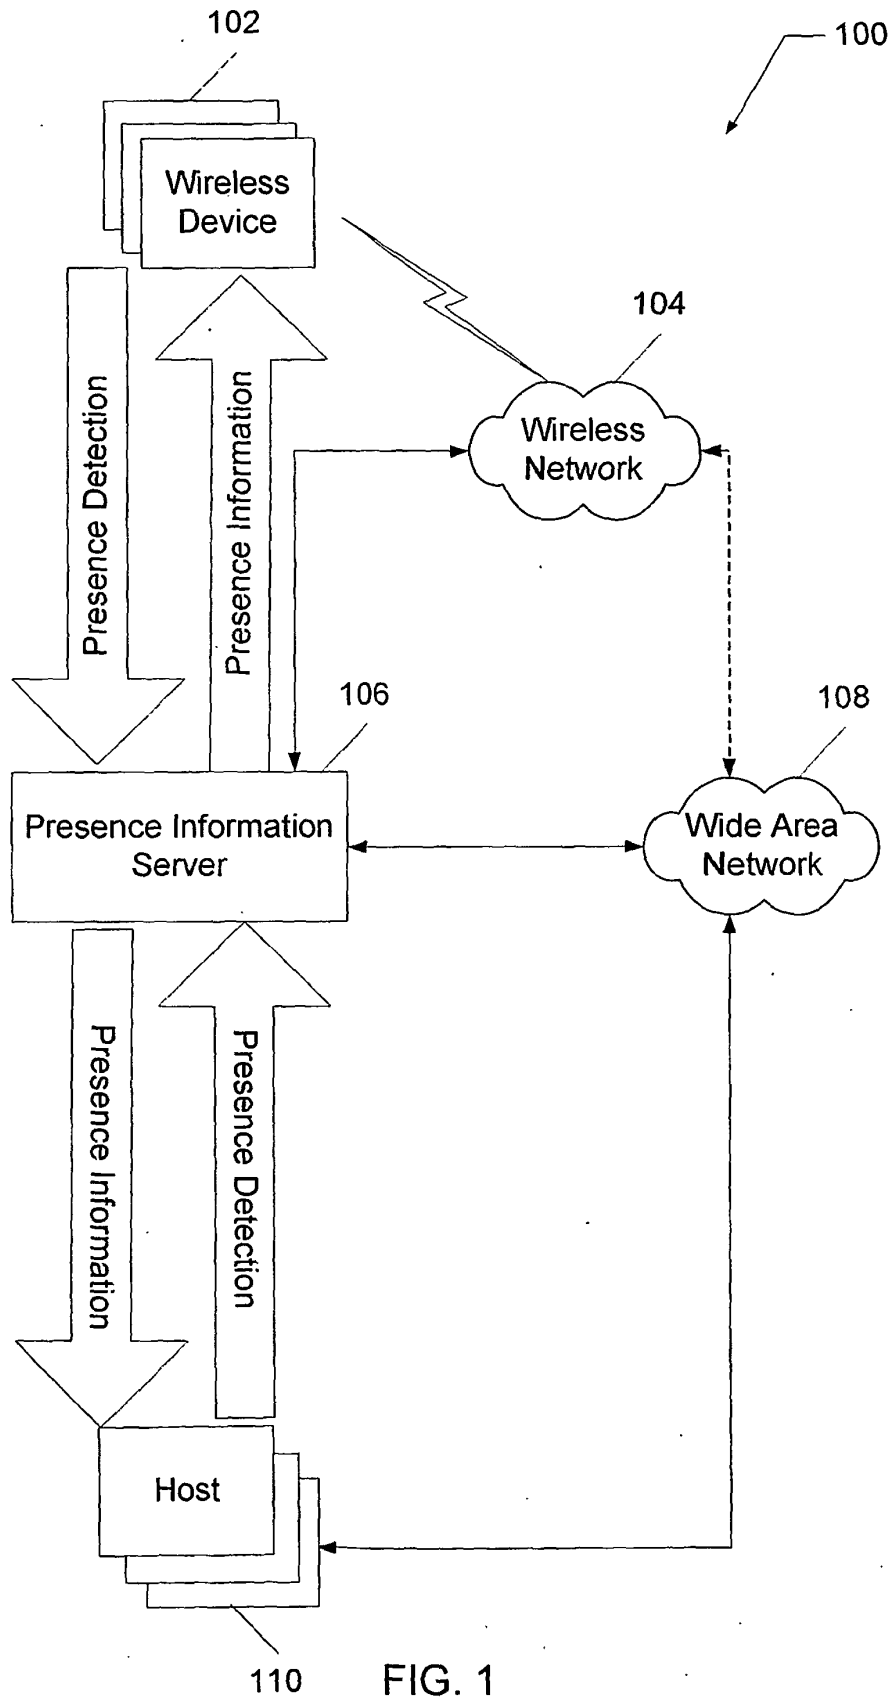 102
100
Wireless
Device
104
Wireless
Network
Presence Detection
Presence Information
106
108
Presence Information
Server
Wide Area
Network
Presence Information
Presence Detection
Host
110
FIG. 1